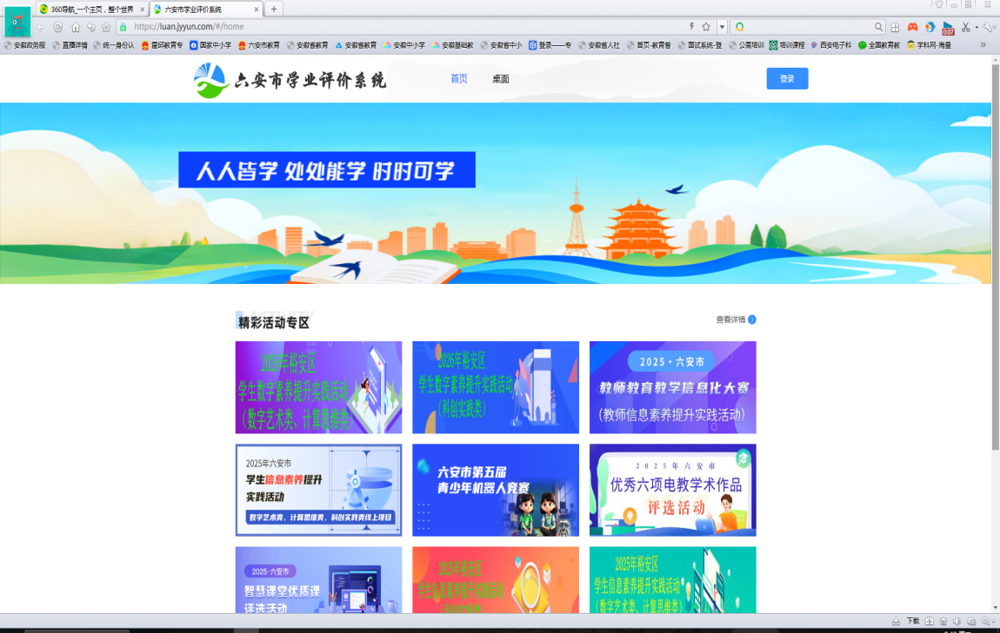 360导航_一个主页，整个世界
六安市学业评价系统
https://luan.jyyun.com/#/home
安徽政务服
直播详情
统一身份认
星邱教育专
国家中小学
六安市教育
安徽省教育
安徽省教育
安徽中小学
安徽基础教
安徽省中小
登录——专
安徽省人社
首页-教育督
面试系统-登
公需培训
培训课程
西安电子科
全国教育教
学科网-海量
0.07
六安市学业评价系统
首页
桌面
登录
人人皆学 处处能学 时时可学
ACTIVITY
精彩活动专区
查看详情
2026年裕安区
学生数字素养提升实践活动
（数字艺术类、计算思维类）
2026年裕安区
学生数字素养提升实践活动
（科创实践类）
2025·六安市
教师教育教学信息化大赛
(教师信息素养提升实践活动)
2025年六安市
学生信息素养提升
实践活动
数字艺术类、计算思维类、科创实践类线上项目
六安市第五届
青少年机器人竞赛
2025年六安市
优秀六项电教学术作品
评选活动
2025·六安市
智慧课堂优质课
评选活动
2025年裕安区
学生信息素养提升实践活动
2025年裕安区
学生信息素养提升实践活动
（数字艺术类、计算思维类）
下载